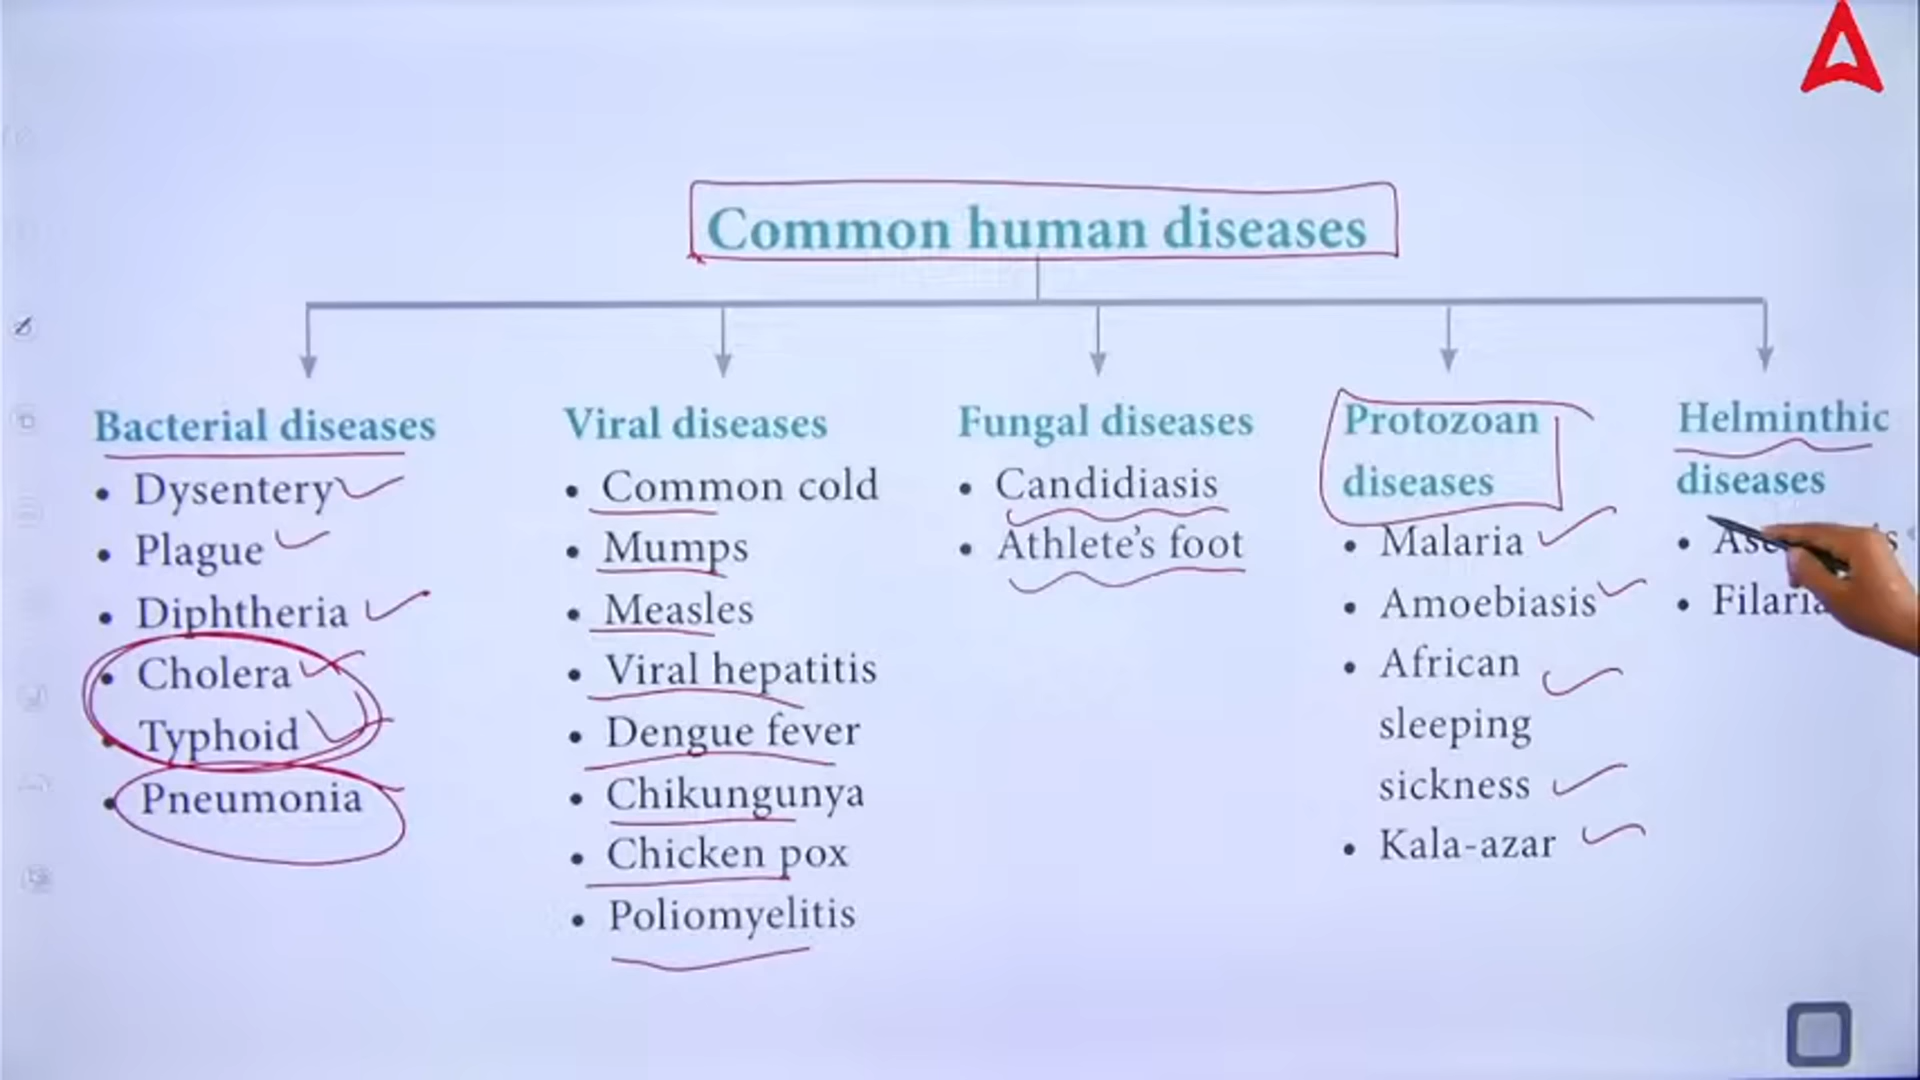 Common human diseases
Bacterial diseases
• Dysentery
• Plague
• Diphtheria
• Cholera
• Typhoid
• Pneumonia
Viral diseases
• Common cold
• Mumps
• Measles
• Viral hepatitis
• Dengue fever
• Chikungunya
• Chicken pox
• Poliomyelitis
Fungal diseases
• Candidiasis
• Athlete's foot
Protozoan
diseases
• Malaria
• Amoebiasis
• African
sleeping
sickness
• Kala-azar
Helminthic
diseases